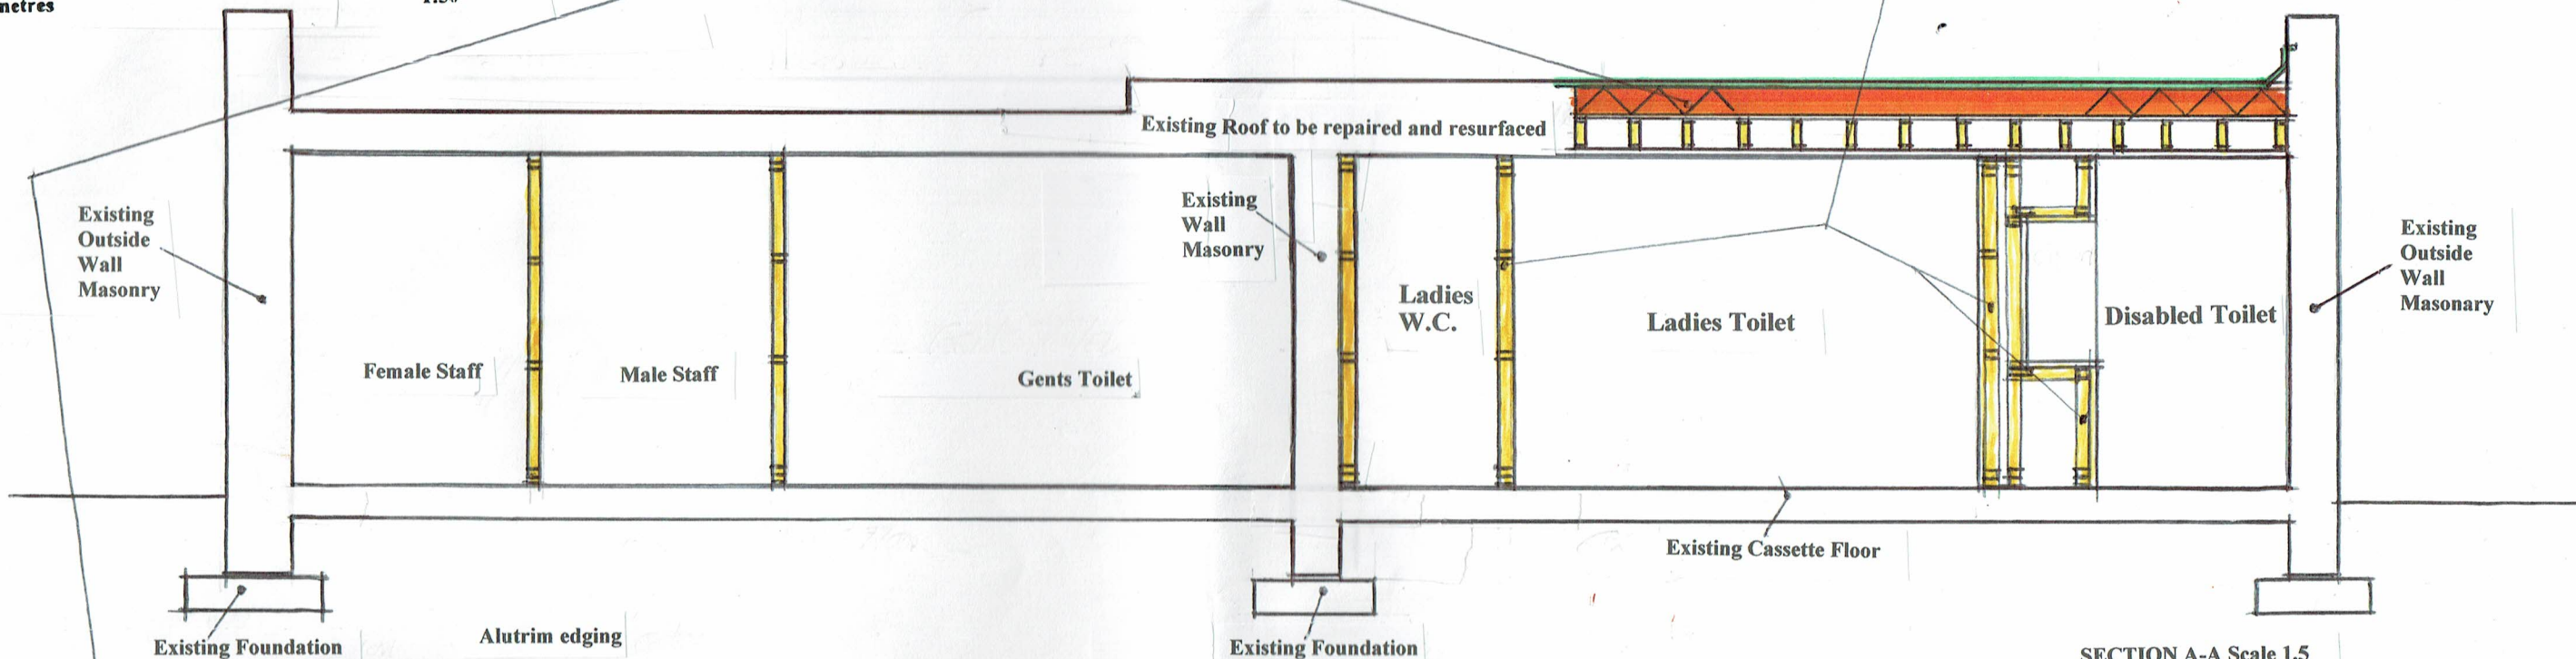 metres
Existing Roof to be repaired and resurfaced
Existing
Outside
Wall
Masonry
Existing
Wall
Masonry
Existing
Outside
Wall
Masonary
Ladies
W.C.
Ladies Toilet
Disabled Toilet
Female Staff
Male Staff
Gents Toilet
Existing Cassette Floor
Existing Foundation
Alutrim edging
Existing Foundation
SECTION A-A Scale 1.5